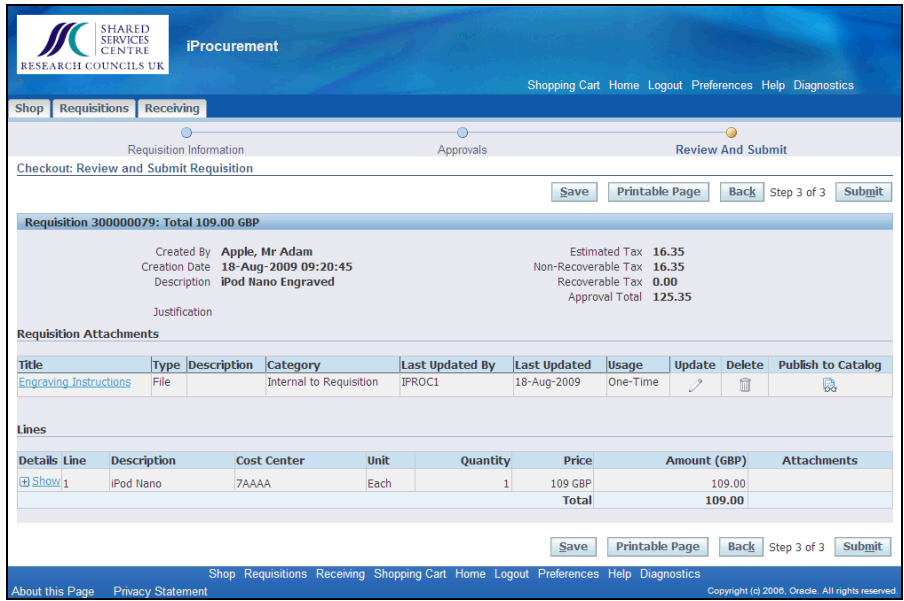 SHARED
SERVICES
CENTRE
RESEARCH COUNCILS UK
iProcurement
Shopping Cart Home Logout Preferences Help Diagnostics
Shop Requisitions Receiving
Requisition Information Approvals Review And Submit
Checkout: Review and Submit Requisition
Save Printable Page Back Step 3 of 3 Submit
Requisition 300000079: Total 109.00 GBP
Created By Apple, Mr Adam Estimated Tax 16.35
Creation Date 18-Aug-2009 09:20:45 Non-Recoverable Tax 16.35
Description iPod Nano Engraved Recoverable Tax 0.00
Approval Total 125.35
Justification
Requisition Attachments
Title Type Description Category Last Updated By Last Updated Usage Update Delete Publish to Catalog
Engraving Instructions File Internal to Requisition IPROC1 18-Aug-2009 One-Time
Lines
Details Line Description Cost Center Unit Quantity Price Amount (GBP) Attachments
Show 1 iPod Nano 7AAAA Each 1 109 GBP 109.00
Total 109.00
Save Printable Page Back Step 3 of 3 Submit
Shop Requisitions Receiving Shopping Cart Home Logout Preferences Help Diagnostics
About this Page Privacy Statement Copyright (c) 2006, Oracle. All rights reserved.